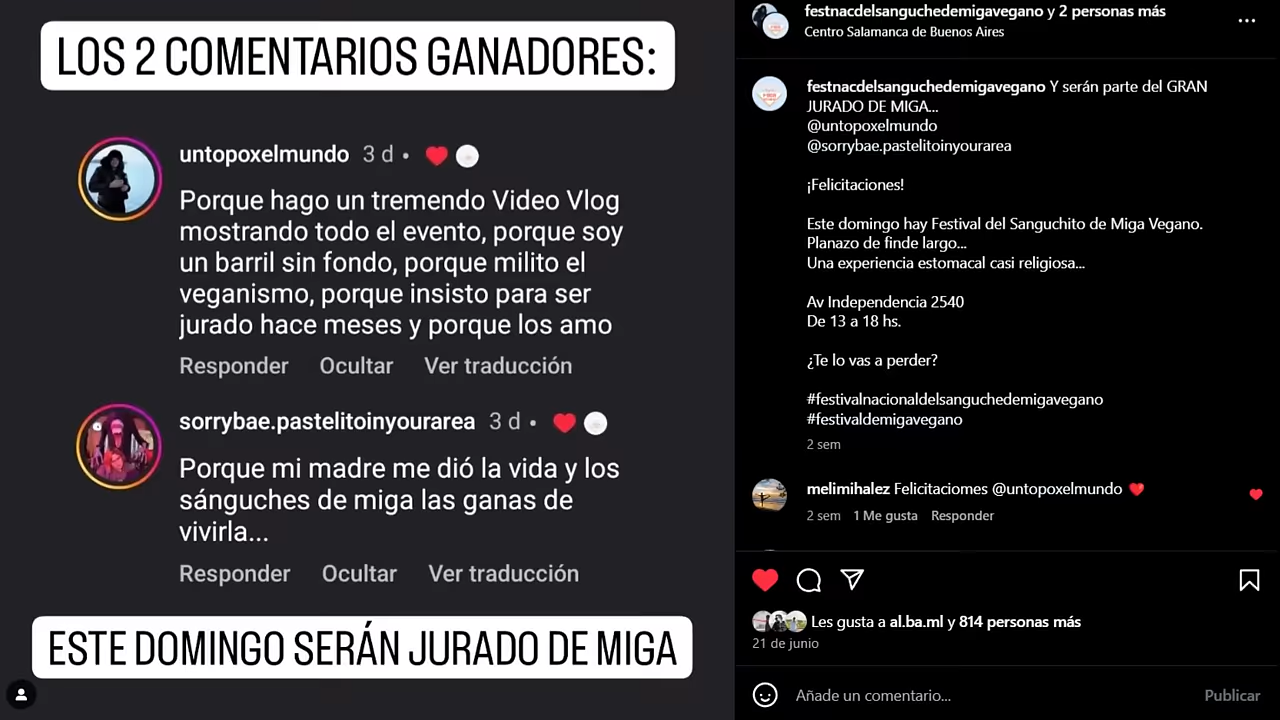 LOS 2 COMENTARIOS GANADORES:
untopoxelmundo 3 d •
Porque hago un tremendo Video Vlog
mostrando todo el evento, porque soy
un barril sin fondo, porque milito el
veganismo, porque insisto para ser
jurado hace meses y porque los amo
Responder Ocultar Ver traducción
sorrybae.pastelitoinyourarea 3 d •
Porque mi madre me dió la vida y los
sánguches de miga las ganas de
vivirla...
Responder Ocultar Ver traducción
ESTE DOMINGO SERÁN JURADO DE MIGA
festnacdelsanguchedemigavegano y 2 personas más
Centro Salamanca de Buenos Aires
festnacdelsanguchedemigavegano Y serán parte del GRAN
JURADO DE MIGA...
@untopoxelmundo
@sorrybae.pastelitoinyourarea
¡Felicitaciones!
Este domingo hay Festival del Sanguchito de Miga Vegano.
Planazo de finde largo...
Una experiencia estomacal casi religiosa...
Av Independencia 2540
De 13 a 18 hs.
¿Te lo vas a perder?
#festivalnacionaldelsanguchedemigavegano
#festivaldemigavegano
2 sem
melimihalez Felicitaciomes @untopoxelmundo ❤️
2 sem 1 Me gusta Responder
Les gusta a al.ba.ml y 814 personas más
21 de junio
Añade un comentario...
Publicar